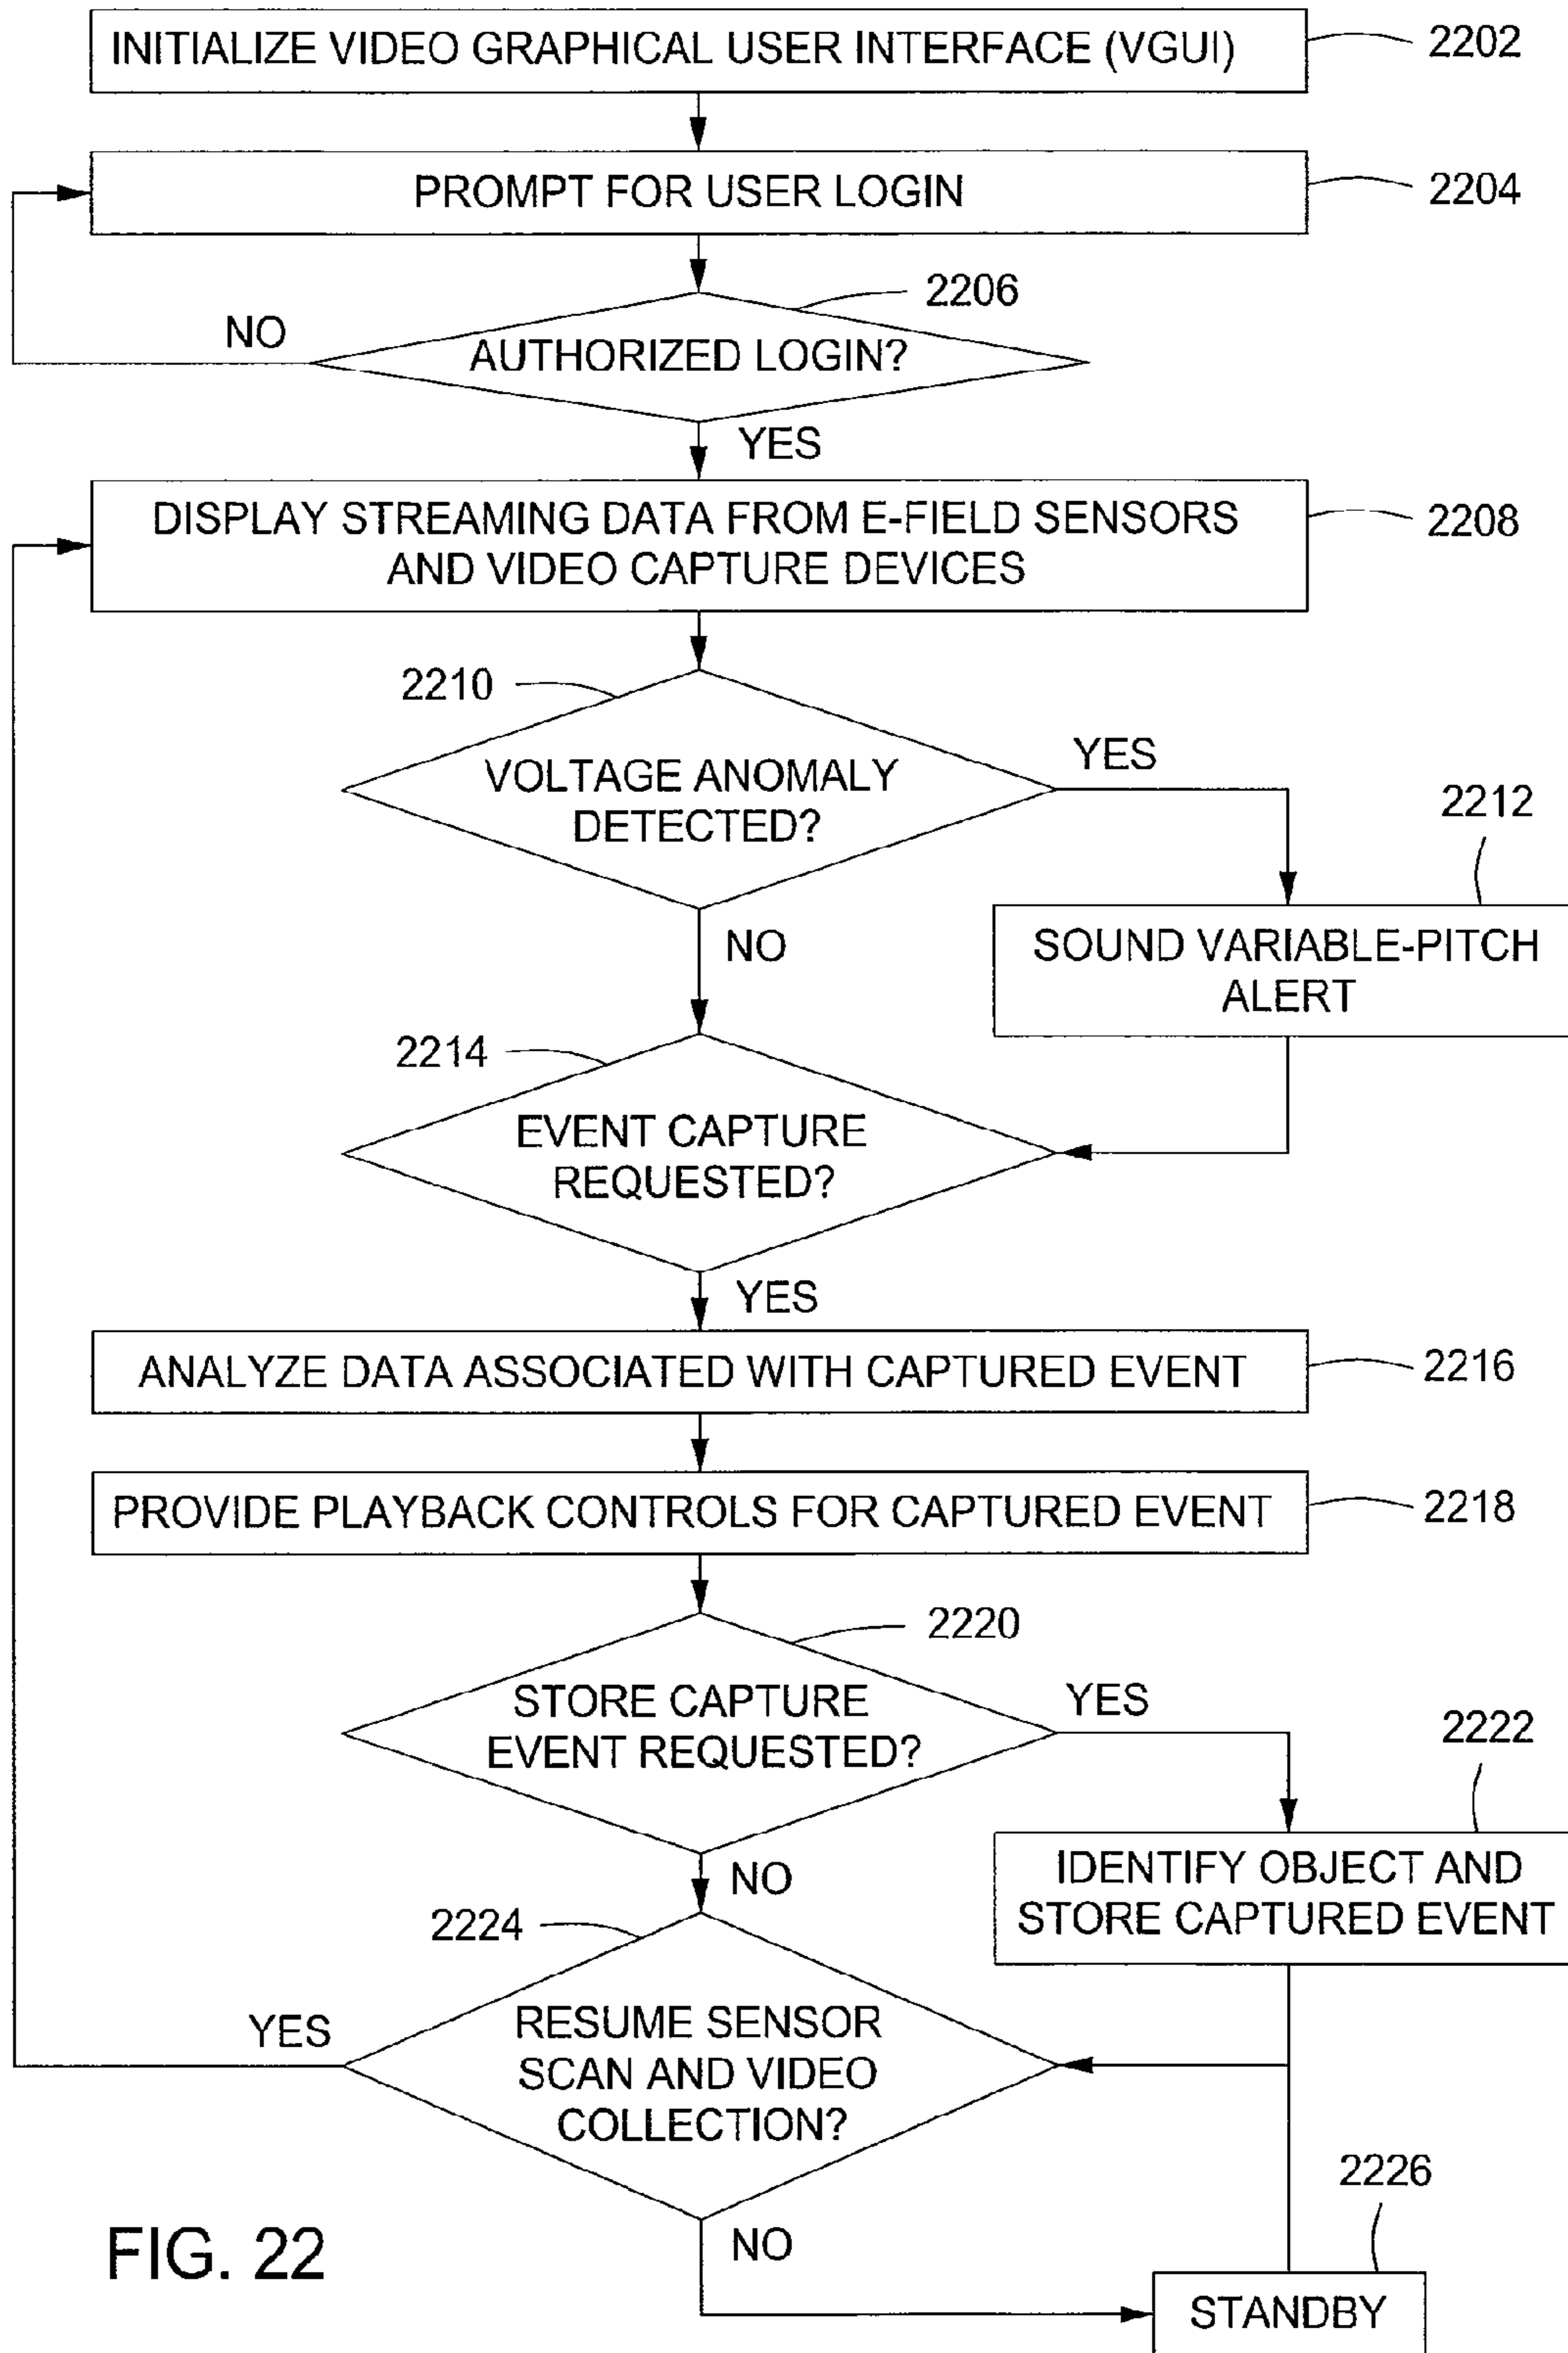 INITIALIZE VIDEO GRAPHICAL USER INTERFACE (VGUI)
2202
PROMPT FOR USER LOGIN
2204
2206
NO
AUTHORIZED LOGIN?
YES
DISPLAY STREAMING DATA FROM E-FIELD SENSORS
AND VIDEO CAPTURE DEVICES
2208
2210
VOLTAGE ANOMALY
DETECTED?
YES
2212
NO
SOUND VARIABLE-PITCH
ALERT
2214
EVENT CAPTURE
REQUESTED?
YES
ANALYZE DATA ASSOCIATED WITH CAPTURED EVENT
2216
PROVIDE PLAYBACK CONTROLS FOR CAPTURED EVENT
2218
2220
STORE CAPTURE
EVENT REQUESTED?
YES
2222
NO
IDENTIFY OBJECT AND
STORE CAPTURED EVENT
2224
YES
RESUME SENSOR
SCAN AND VIDEO
COLLECTION?
2226
NO
STANDBY
FIG. 22